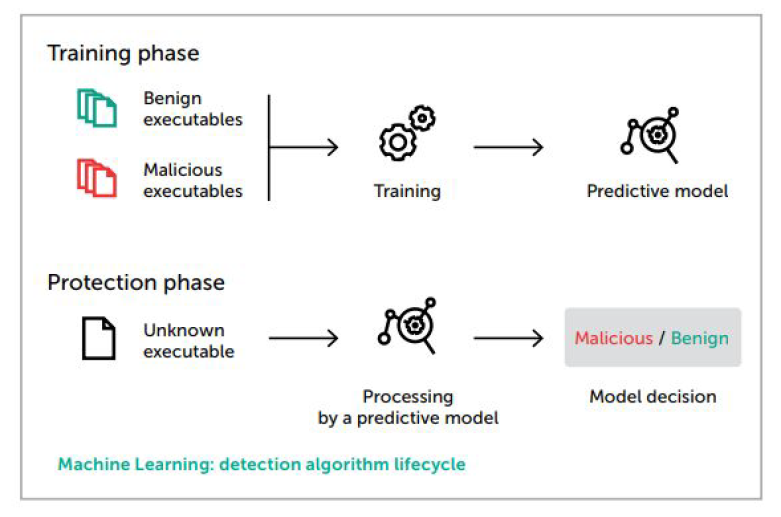 Training phase
Benign
executables
Malicious
executables
Training
Predictive model
Protection phase
Unknown
executable
Malicious / Benign
Processing
by a predictive model
Model decision
Machine Learning: detection algorithm lifecycle